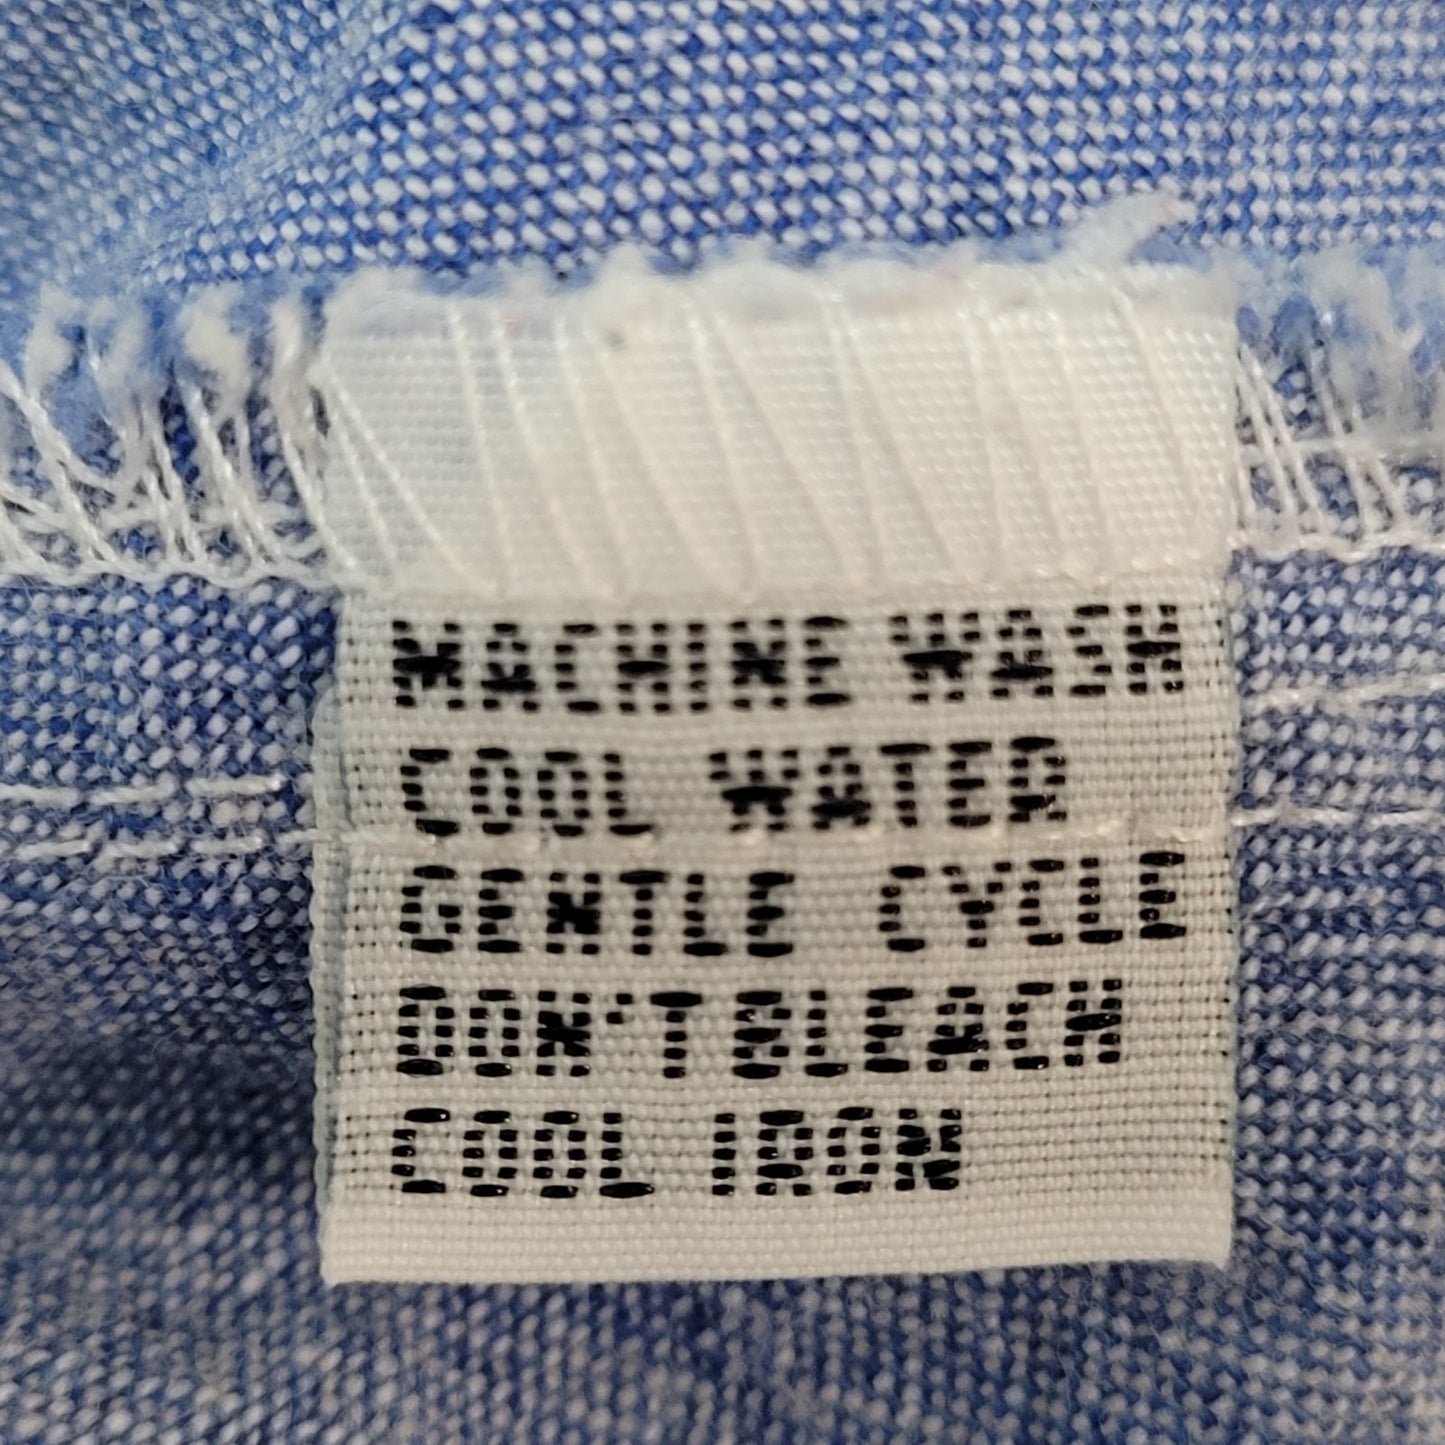 MACHINE WASH
COOL WATER
GENTLE CYCLE
DON'T BLEACH
COOL IRON